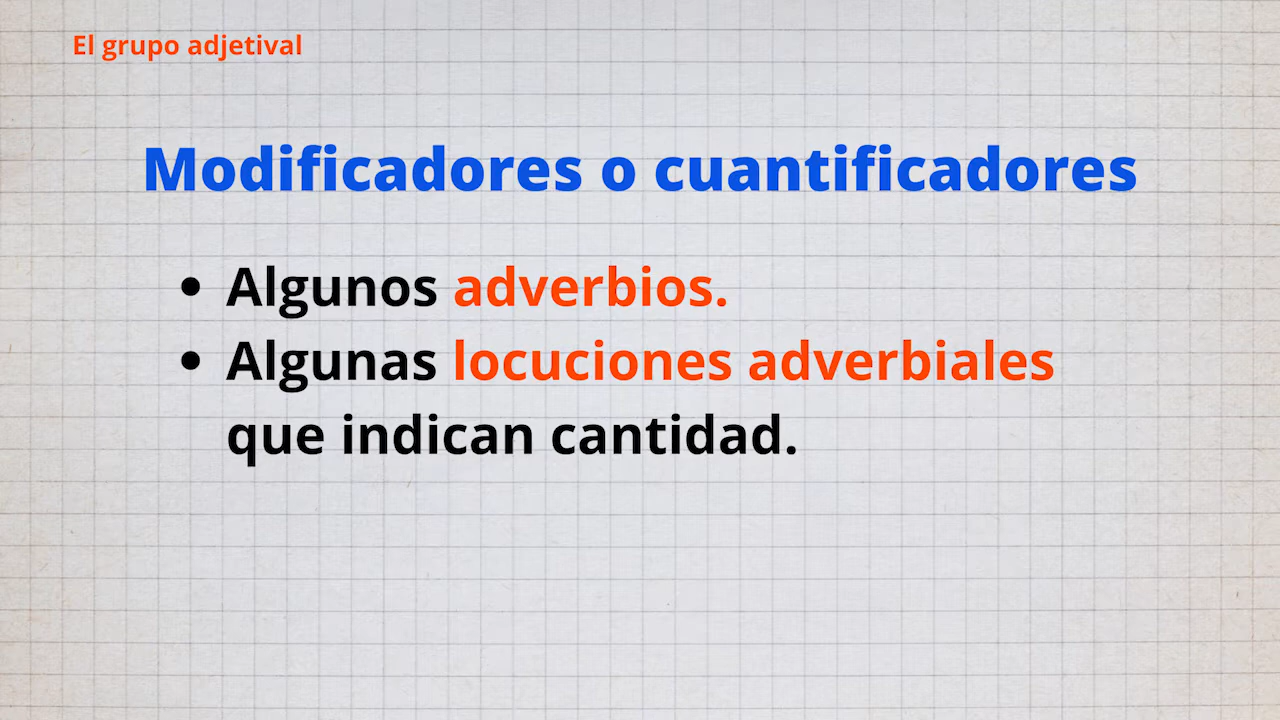 El grupo adjetival
Modificadores o cuantificadores
• Algunos adverbios.
• Algunas locuciones adverbiales
que indican cantidad.